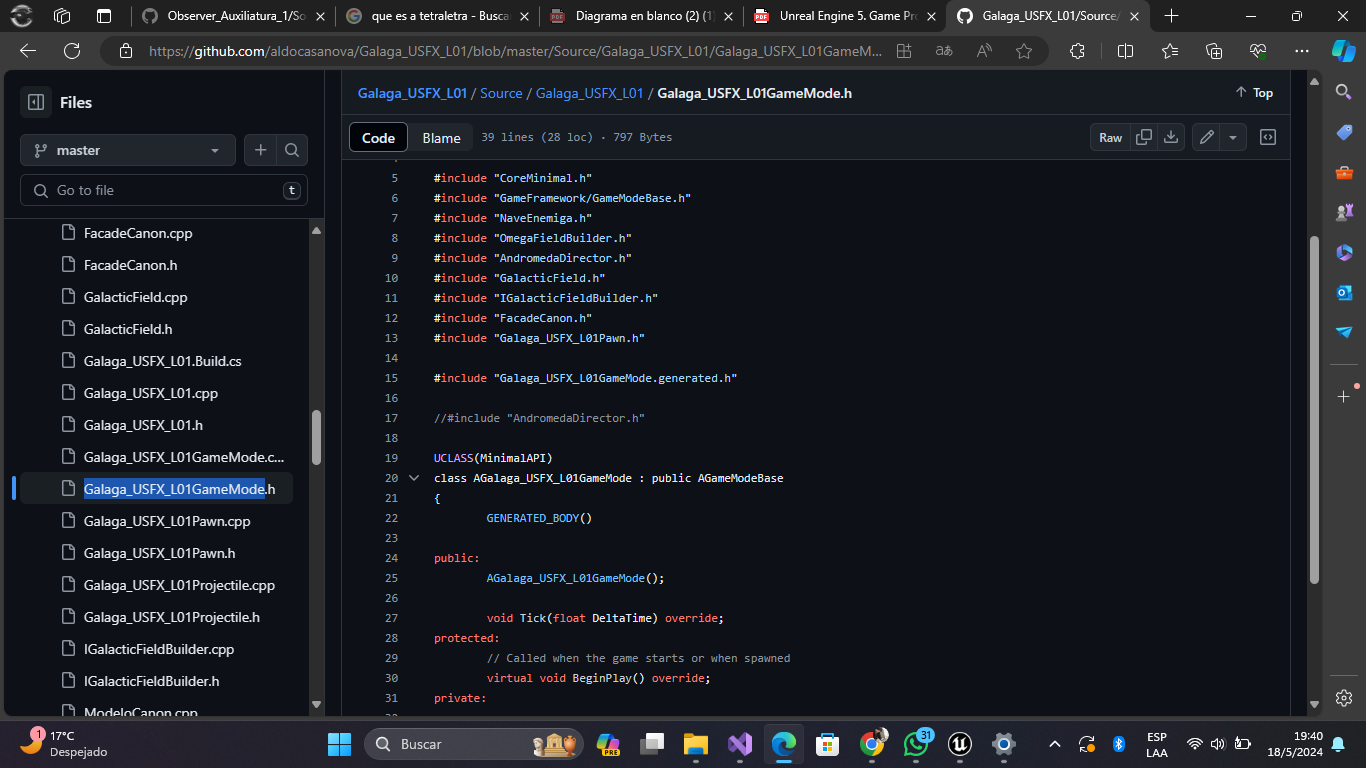 Observer_Auxiliatura_1/So
que es a tetraletra - Busca
Diagrama en blanco (2) (1)
Unreal Engine 5. Game Pr
Galaga_USFX_L01/Source/
https://github.com/aldocasanova/Galaga_USFX_L01/blob/master/Source/Galaga_USFX_L01/Galaga_USFX_L01GameM...
Files
master
Go to file
t
FacadeCanon.cpp
FacadeCanon.h
GalacticField.cpp
GalacticField.h
Galaga_USFX_L01.Build.cs
Galaga_USFX_L01.cpp
Galaga_USFX_L01.h
Galaga_USFX_L01GameMode.c...
Galaga_USFX_L01GameMode.h
Galaga_USFX_L01Pawn.cpp
Galaga_USFX_L01Pawn.h
Galaga_USFX_L01Projectile.cpp
Galaga_USFX_L01Projectile.h
IGalacticFieldBuilder.cpp
IGalacticFieldBuilder.h
ModeloCanon.cpp
Galaga_USFX_L01 / Source / Galaga_USFX_L01 / Galaga_USFX_L01GameMode.h
Top
Code
Blame
39 lines (28 loc) · 797 Bytes
Raw
5 #include "CoreMinimal.h"
6 #include "GameFramework/GameModeBase.h"
7 #include "NaveEnemiga.h"
8 #include "OmegaFieldBuilder.h"
9 #include "AndromedaDirector.h"
10 #include "GalacticField.h"
11 #include "IGalacticFieldBuilder.h"
12 #include "FacadeCanon.h"
13 #include "Galaga_USFX_L01Pawn.h"
14
15 #include "Galaga_USFX_L01GameMode.generated.h"
16
17 //#include "AndromedaDirector.h"
18
19 UCLASS(MinimalAPI)
20 class AGalaga_USFX_L01GameMode : public AGameModeBase
21 {
22 GENERATED_BODY()
23
24 public:
25 AGalaga_USFX_L01GameMode();
26
27 void Tick(float DeltaTime) override;
28 protected:
29 // Called when the game starts or when spawned
30 virtual void BeginPlay() override;
31 private:
1
17°C
Despejado
Buscar
PRE
31
ESP
LAA
19:40
18/5/2024